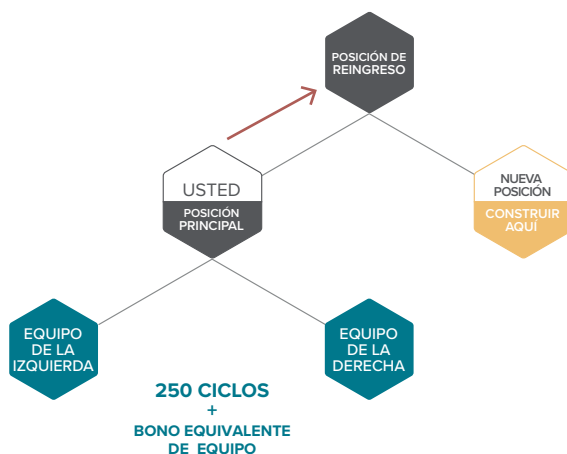 POSICIÓN DE
REINGRESO
USTED
POSICIÓN
PRINCIPAL
NUEVA
POSICIÓN
CONSTRUIR
AQUÍ
EQUIPO
DE LA
IZQUIERDA
EQUIPO
DE LA
DERECHA
250 CICLOS
+
BONO EQUIVALENTE
DE EQUIPO